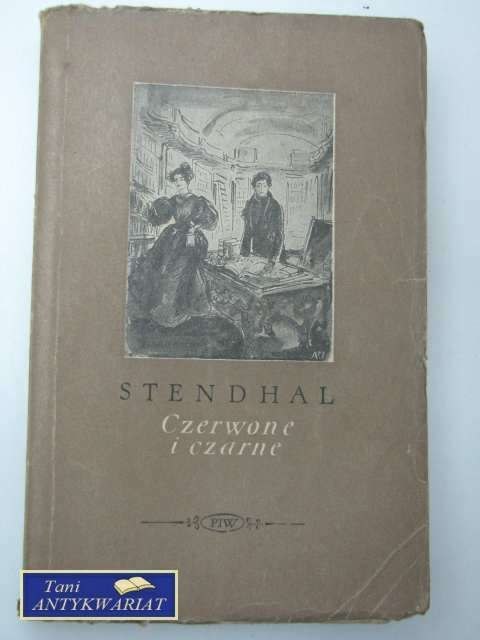 STENDHAL
Czerwone
i czarne
PIW
Tani
ANTYKWARIAT